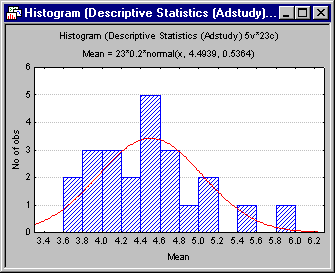 Histogram (Descriptive Statistics (Adstudy)...
Histogram (Descriptive Statistics (Adstudy) 5v*23c)
Mean = 23*0.2*normal(x, 4.4939, 0.5364)
6
5
4
3
2
1
0
No of obs
3.4 3.6 3.8 4.0 4.2 4.4 4.6 4.8 5.0 5.2 5.4 5.6 5.8 6.0 6.2
Mean